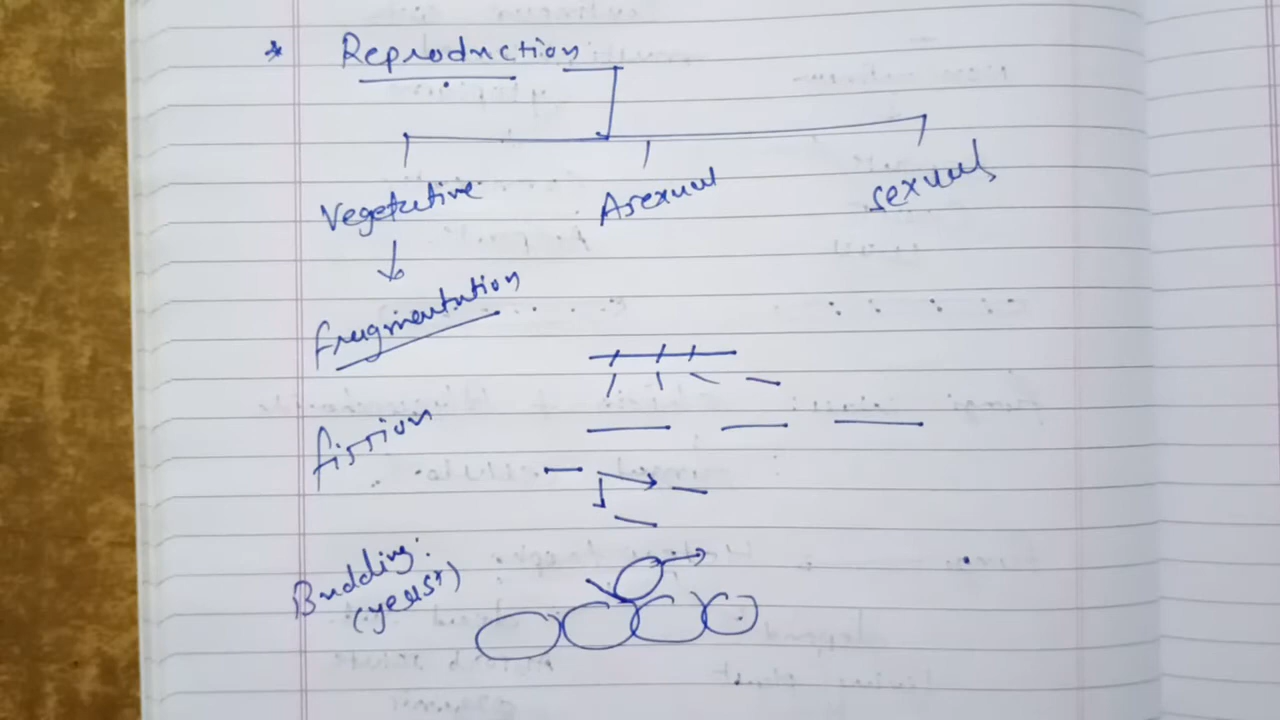 * Reproduction
Vegetative Asexual sexual
Fragmentation
fission
Budding:
(yeast)